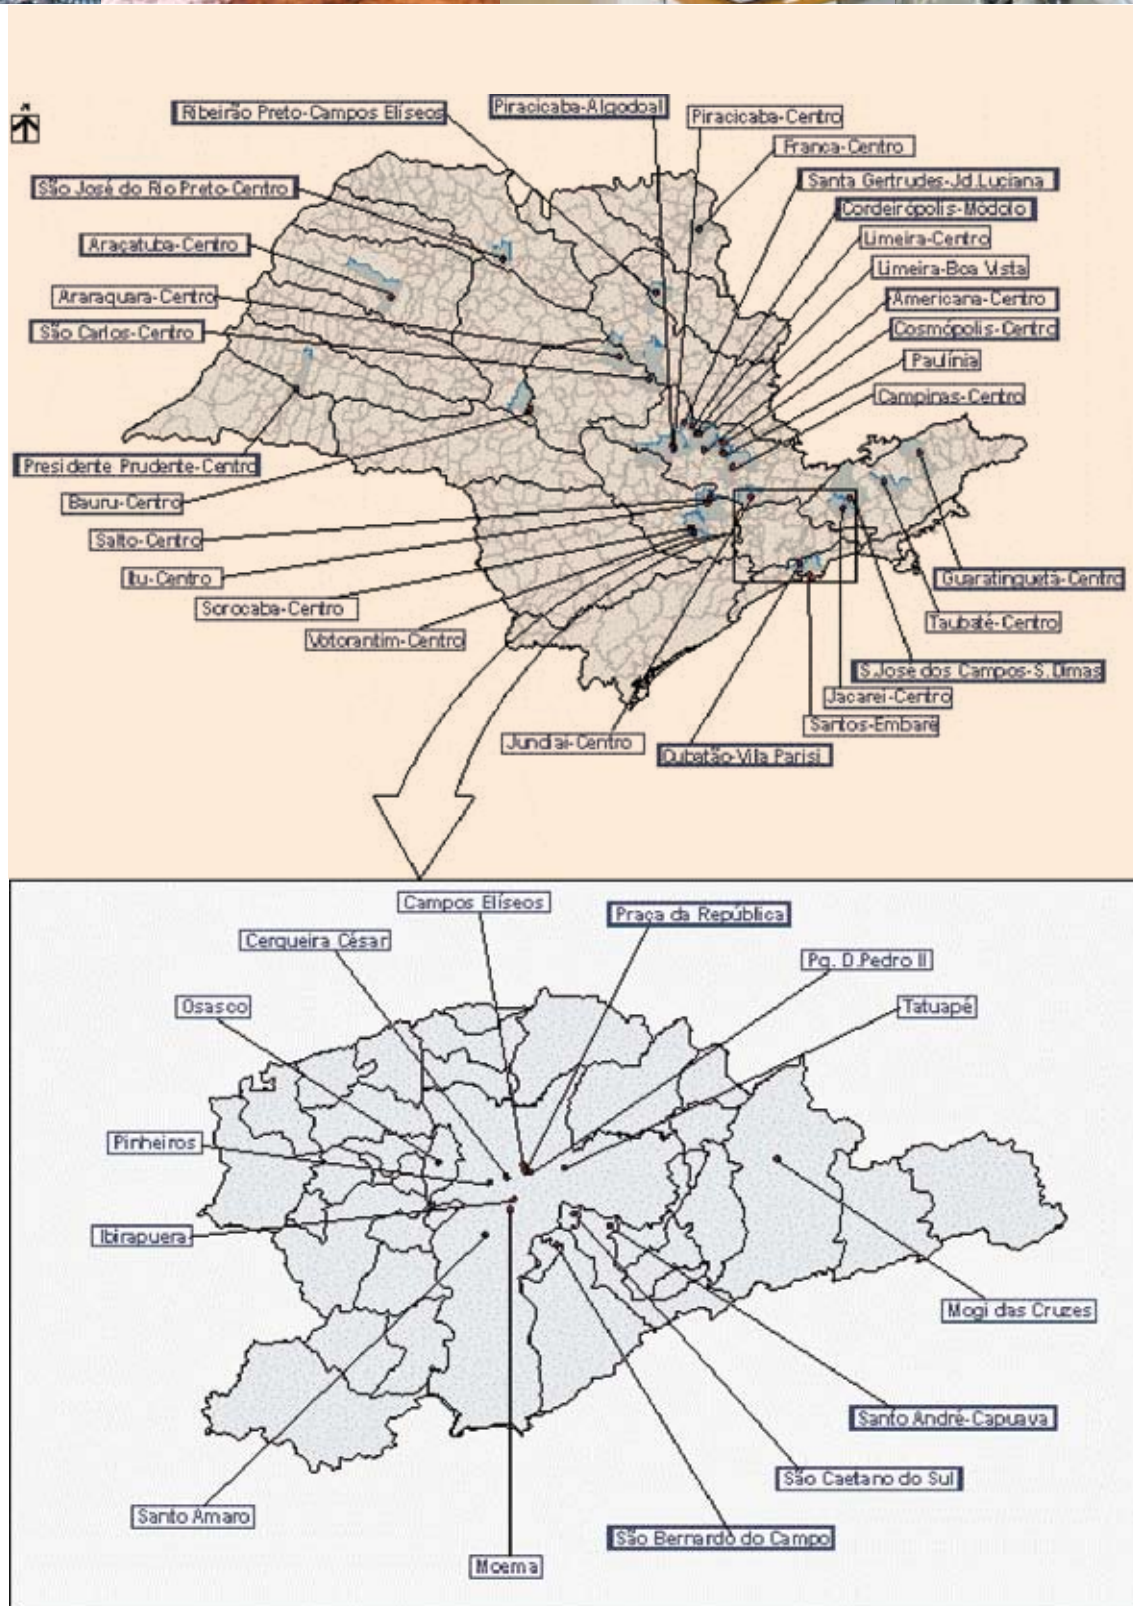 Ribeirão Preto-Campos Elíseos
Piracicaba-Algodoal
Piracicaba-Centro
Franca-Centro
São José do Rio Preto-Centro
Santa Gertrudes-Jd.Luciana
Cordeirópolis-Módolo
Araçatuba-Centro
Limeira-Centro
Limeira-Boa Vista
Araraquara-Centro
Americana-Centro
São Carlos-Centro
Cosmópolis-Centro
Paulínia
Campinas-Centro
Presidente Prudente-Centro
Bauru-Centro
Salto-Centro
Itu-Centro
Guaratinguetá-Centro
Sorocaba-Centro
Taubaté-Centro
Votorantim-Centro
S.José dos Campos-S.Dimas
Jacareí-Centro
Santos-Embaré
Jundiaí-Centro
Cubatão-Vila Parisi
Campos Elíseos
Praça da República
Cerqueira César
Pq. D.Pedro II
Osasco
Tatuapé
Pinheiros
Ibirapuera
Mogi das Cruzes
Santo André-Capuava
São Caetano do Sul
Santo Amaro
São Bernardo do Campo
Moema